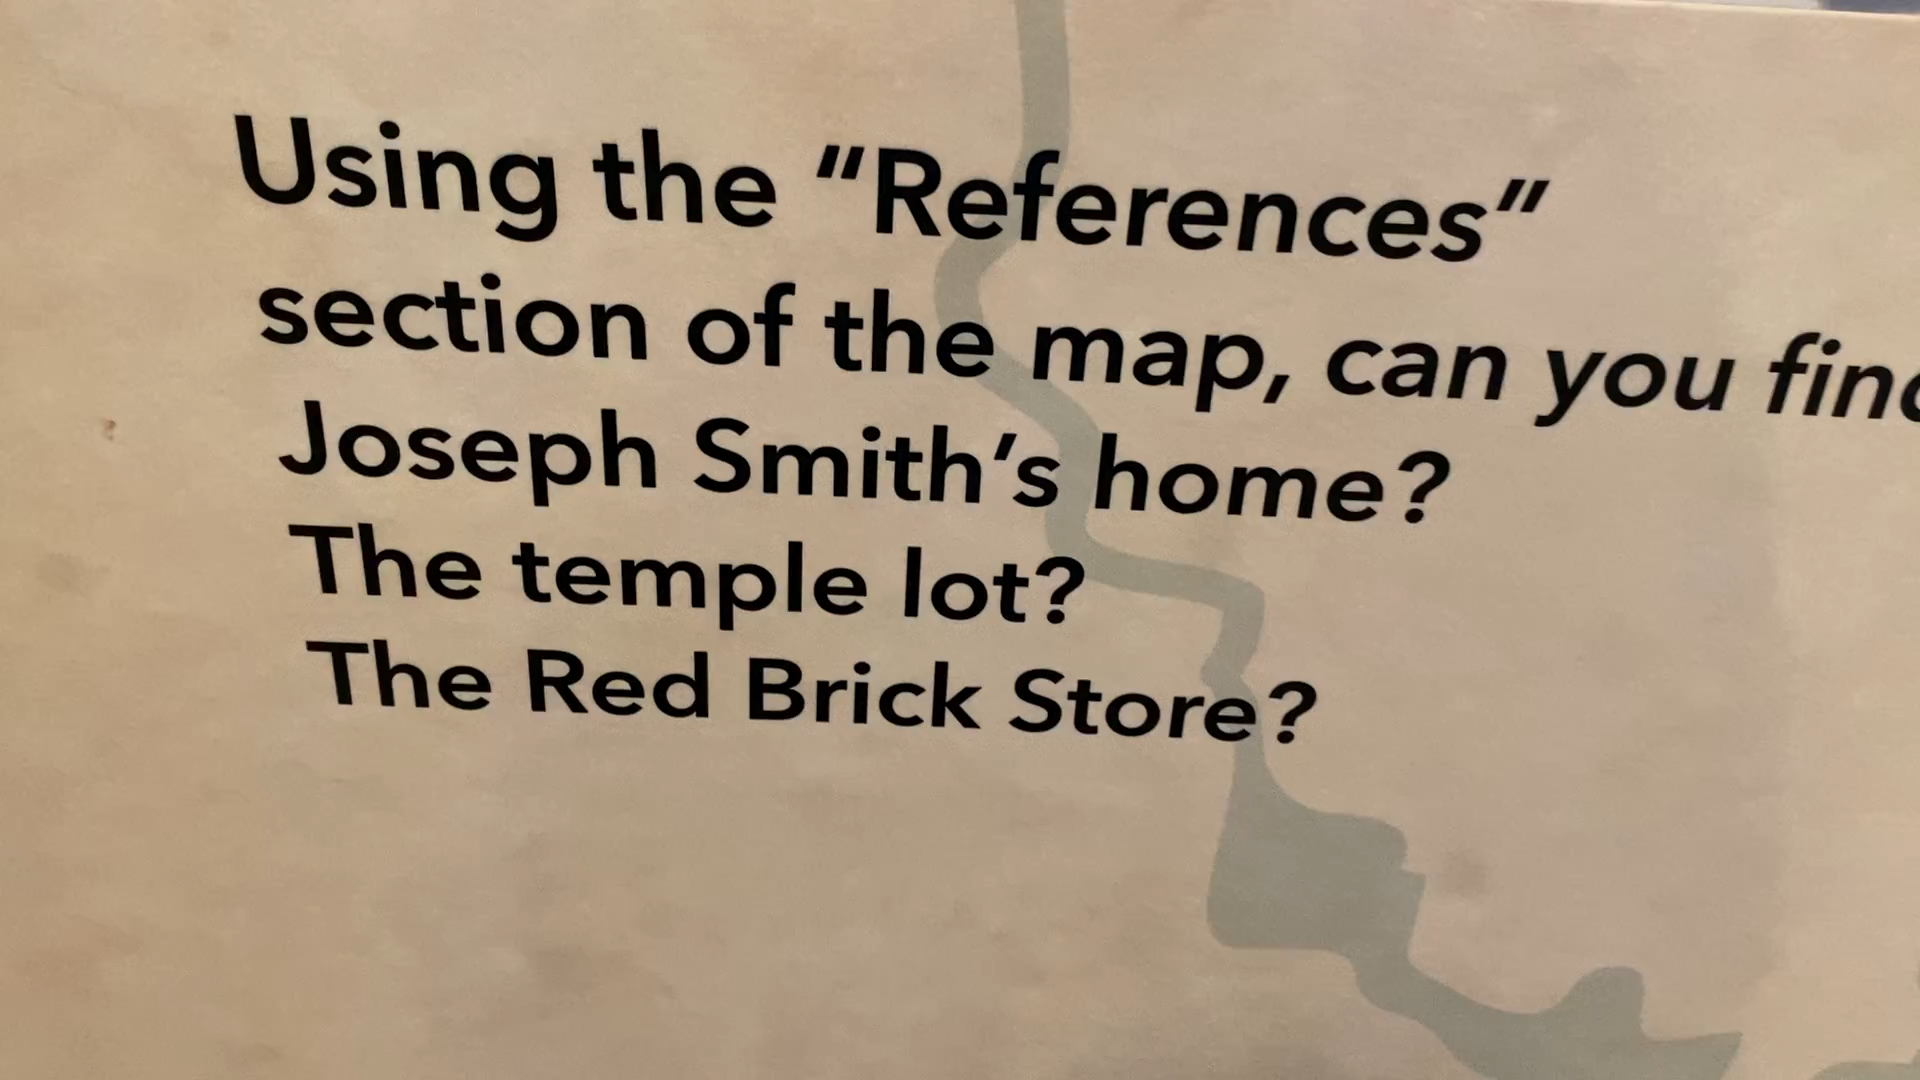 Using the “References”
section of the map, can you find
Joseph Smith’s home?
The temple lot?
The Red Brick Store?